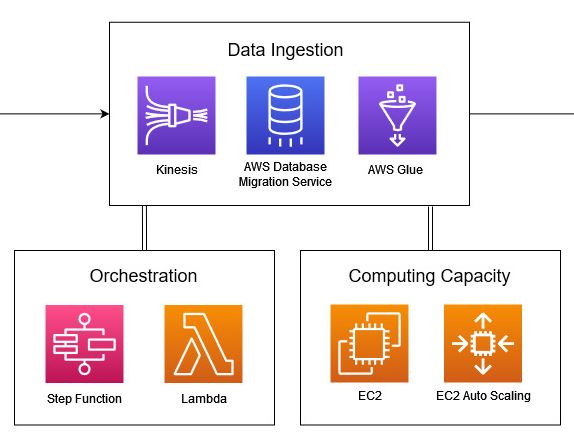 Data Ingestion
Kinesis
AWS Database
Migration Service
AWS Glue
Orchestration
Step Function
Lambda
Computing Capacity
EC2
EC2 Auto Scaling